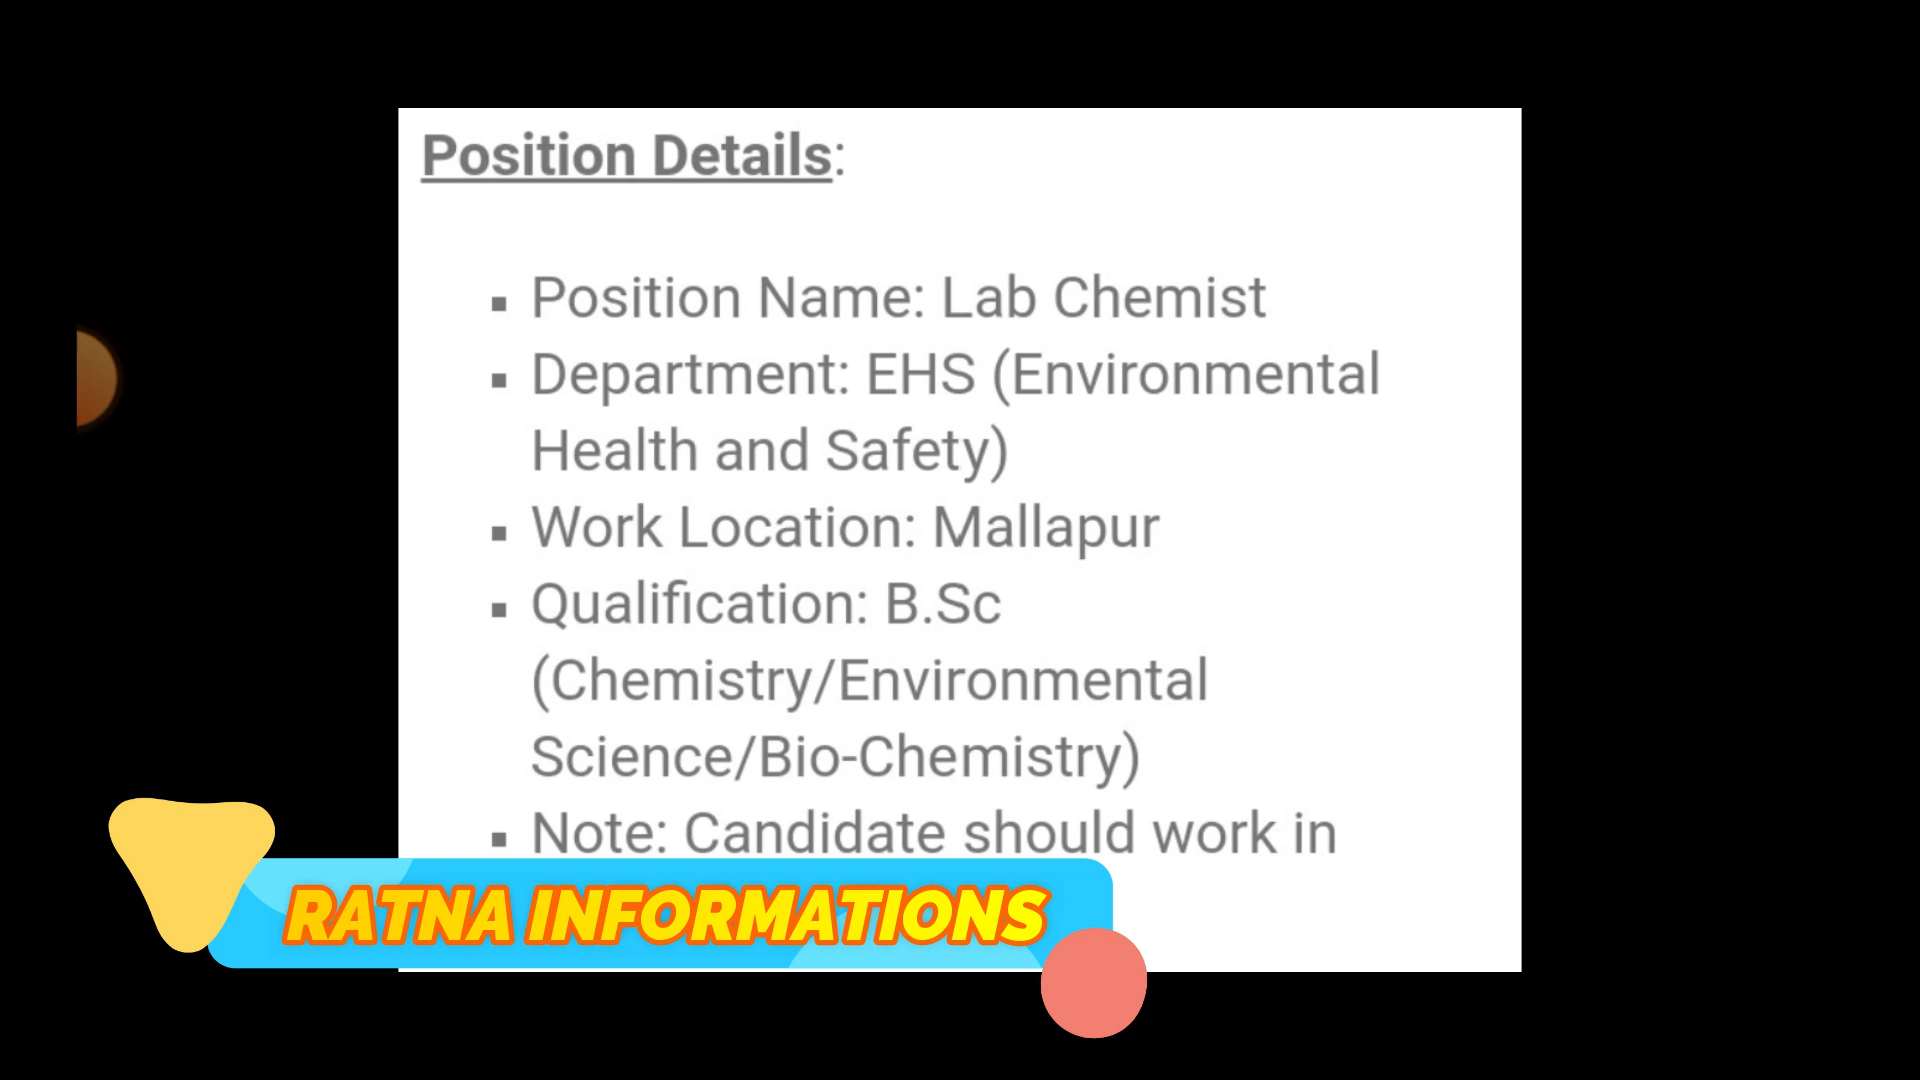 Position Details:
Position Name: Lab Chemist
Department: EHS (Environmental
Health and Safety)
Work Location: Mallapur
Qualification: B.Sc
(Chemistry/Environmental
Science/Bio-Chemistry)
Note: Candidate should work in
RATNA INFORMATIONS